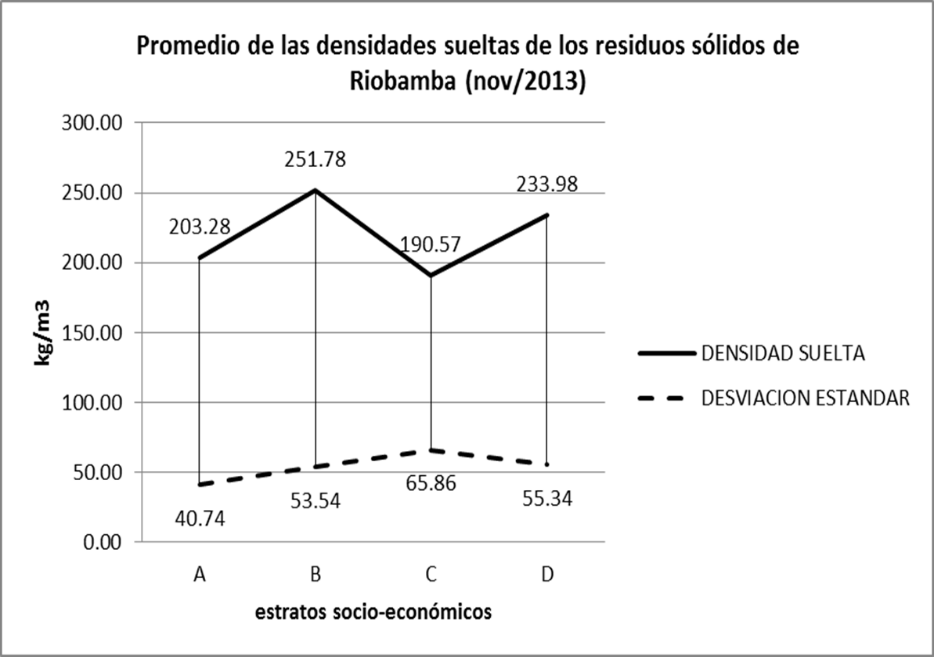 Promedio de las densidades sueltas de los residuos sólidos de
Riobamba (nov/2013)
300.00
250.00
200.00
150.00
100.00
50.00
0.00
kg/m3
203.28
251.78
190.57
233.98
40.74
53.54
65.86
55.34
A
B
C
D
estratos socio-económicos
DENSIDAD SUELTA
DESVIACION ESTANDAR